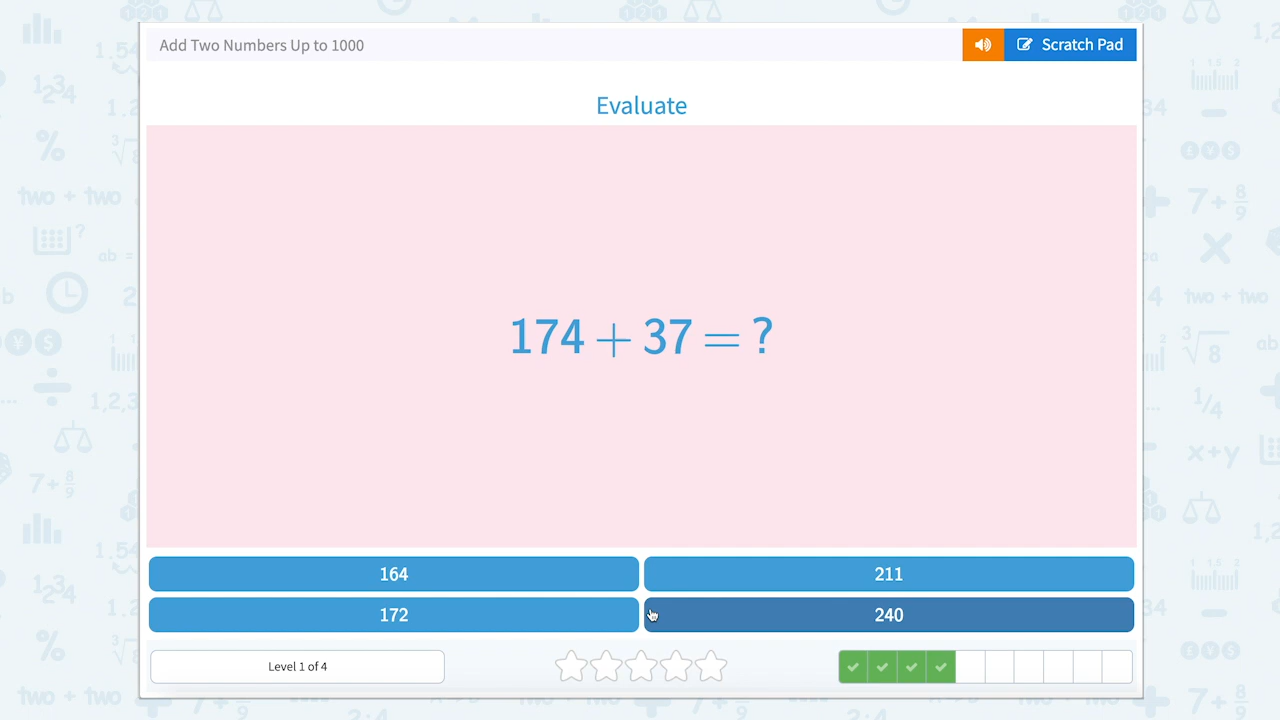 Add Two Numbers Up to 1000
Scratch Pad
Evaluate
174 + 37 = ?
164
211
172
240
Level 1 of 4